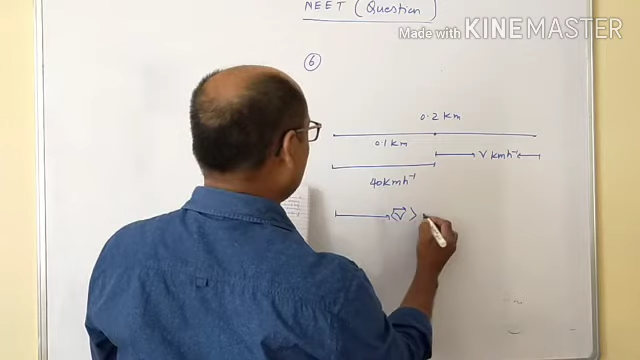 NEET (Question)
Made with KINEMASTER
6
0.2 km
0.1 km
v kmh⁻¹
40kmh⁻¹
<v>